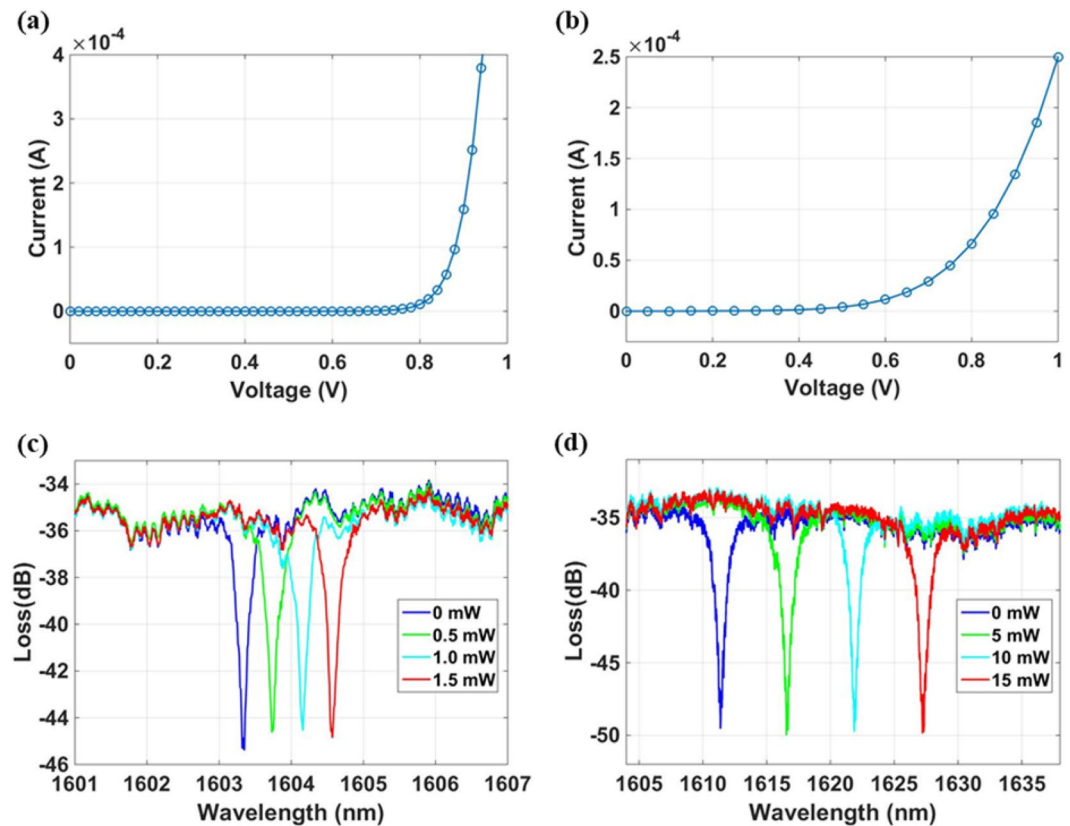 (a)
×10⁻⁴
4
3
2
1
0
Current (A)
0 0.2 0.4 0.6 0.8 1
Voltage (V)
(b)
×10⁻⁴
2.5
2
1.5
1
0.5
0
Current (A)
0 0.2 0.4 0.6 0.8 1
Voltage (V)
(c)
-34
-36
-38
-40
-42
-44
-46
Loss(dB)
0 mW
0.5 mW
1.0 mW
1.5 mW
1601 1602 1603 1604 1605 1606 1607
Wavelength (nm)
(d)
-35
-40
-45
-50
Loss(dB)
0 mW
5 mW
10 mW
15 mW
1605 1610 1615 1620 1625 1630 1635
Wavelength (nm)